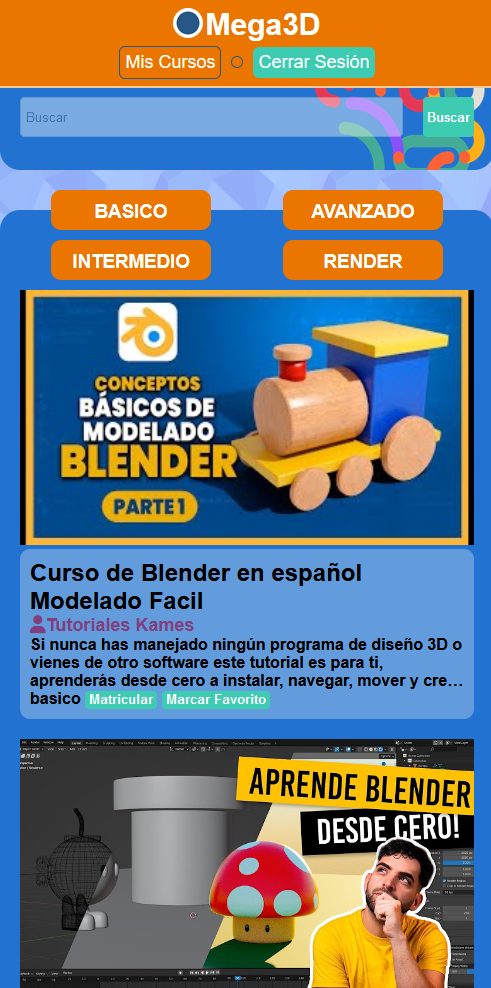 Mega3D
Mis Cursos
Cerrar Sesión
Buscar
Buscar
BASICO
AVANZADO
INTERMEDIO
RENDER
CONCEPTOS
BÁSICOS DE
MODELADO
BLENDER
PARTE 1
Curso de Blender en español
Modelado Facil
Tutoriales Kames
Si nunca has manejado ningún programa de diseño 3D o
vienes de otro software este tutorial es para ti,
aprenderás desde cero a instalar, navegar, mover y cre…
basico Matricular Marcar Favorito
APRENDE BLENDER
DESDE CERO!